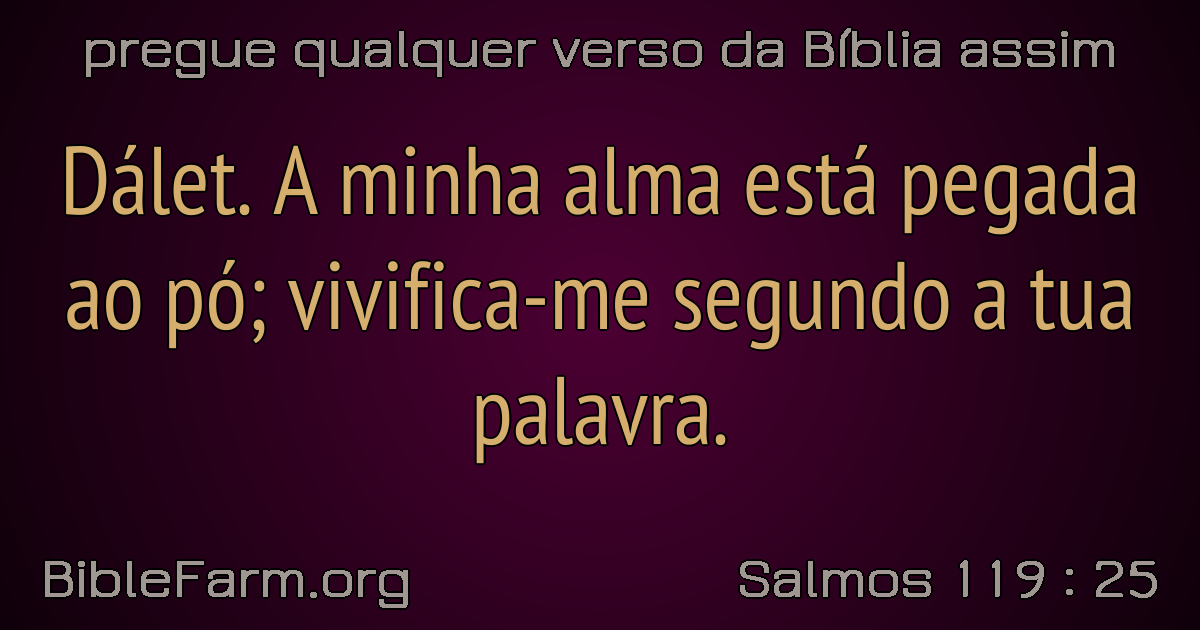 pregue qualquer verso da Bíblia assim
Dálet. A minha alma está pegada
ao pó; vivifica-me segundo a tua
palavra.
BibleFarm.org
Salmos 119 : 25